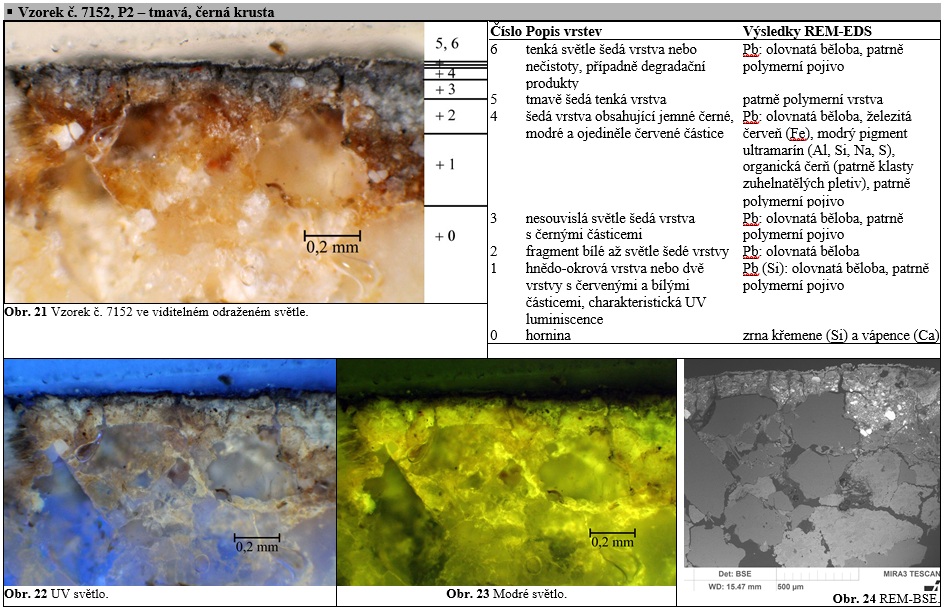 ▪ Vzorek č. 7152, P2 – tmavá, černá krusta
5, 6
+
+ 4
+ 3
+ 2
+ 1
+ 0
0,2 mm
Obr. 21 Vzorek č. 7152 ve viditelném odraženém světle.
Číslo Popis vrstev Výsledky REM-EDS
6 tenká světle šedá vrstva nebo Pb: olovnatá běloba, patrně
nečistoty, případně degradační polymerní pojivo
produkty
5 tmavě šedá tenká vrstva patrně polymerní vrstva
4 šedá vrstva obsahující jemné černé, Pb: olovnatá běloba, železitá
modré a ojediněle červené částice červeň (Fe), modrý pigment
ultramarín (Al, Si, Na, S),
organická čerň (patrně klasty
zuhelnatělých pletiv), patrně
polymerní pojivo
3 nesouvislá světle šedá vrstva Pb: olovnatá běloba, patrně
s černými částicemi polymerní pojivo
2 fragment bílé až světle šedé vrstvy Pb: olovnatá běloba
1 hnědo-okrová vrstva nebo dvě Pb (Si): olovnatá běloba, patrně
vrstvy s červenými a bílými polymerní pojivo
částicemi, charakteristická UV
luminiscence
0 hornina zrna křemene (Si) a vápence (Ca)
0,2 mm
Obr. 22 UV světlo.
0,2 mm
Obr. 23 Modré světlo.
Det: BSE MIRA3 TESCAN
WD: 15.47 mm 500 µm
Obr. 24 REM-BSE.